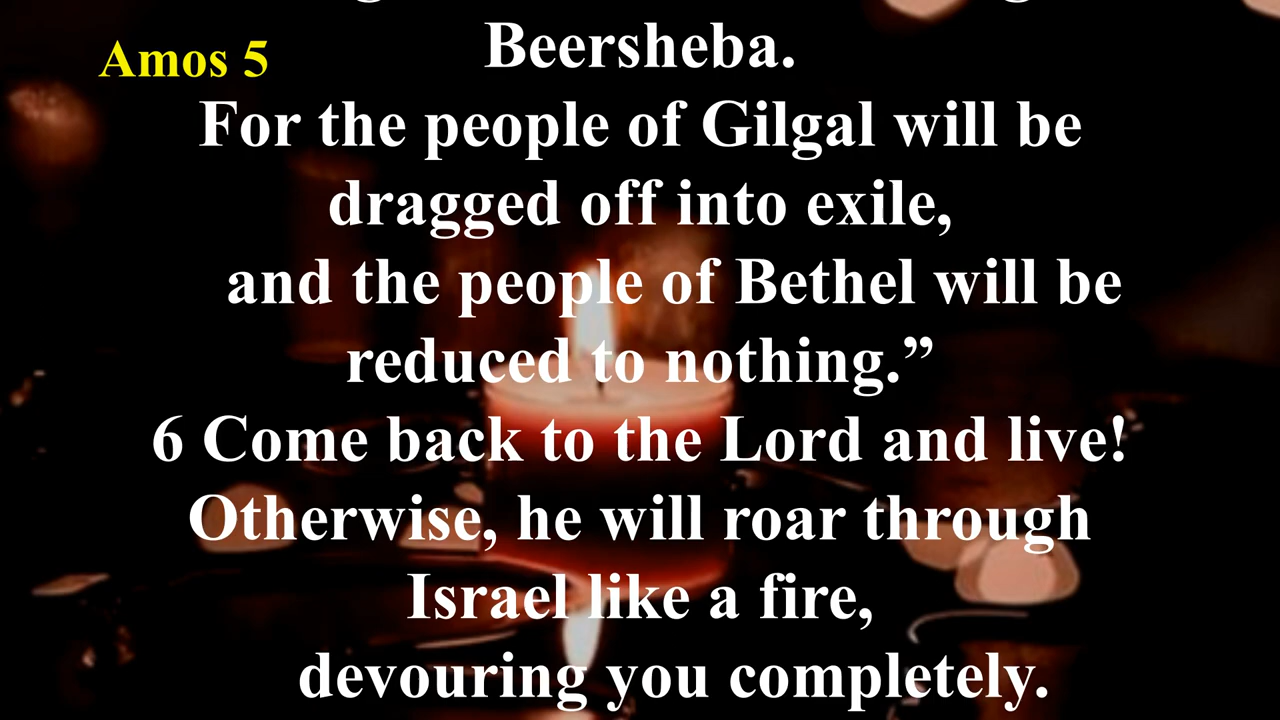 Amos 5
Beersheba.
For the people of Gilgal will be
dragged off into exile,
and the people of Bethel will be
reduced to nothing.”
6 Come back to the Lord and live!
Otherwise, he will roar through
Israel like a fire,
devouring you completely.